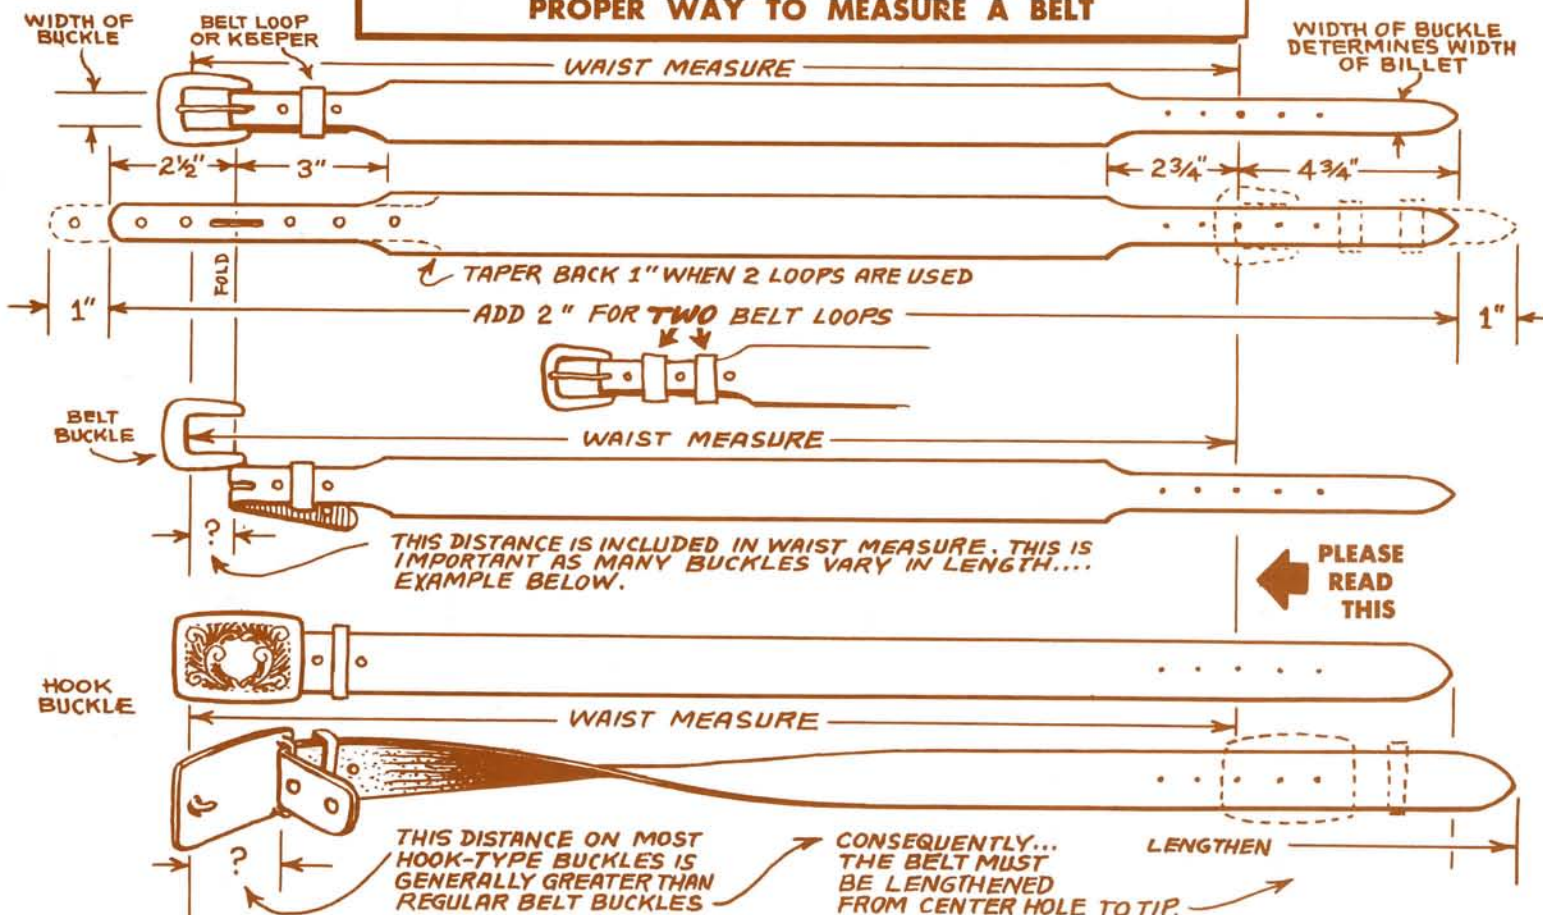 PROPER WAY TO MEASURE A BELT
WIDTH OF
BUCKLE
BELT LOOP
OR KEEPER
WAIST MEASURE
WIDTH OF BUCKLE
DETERMINES WIDTH
OF BILLET
2½"
3"
2¾"
4¾"
FOLD
TAPER BACK 1" WHEN 2 LOOPS ARE USED
1"
ADD 2" FOR TWO BELT LOOPS
1"
BELT
BUCKLE
WAIST MEASURE
?
THIS DISTANCE IS INCLUDED IN WAIST MEASURE. THIS IS
IMPORTANT AS MANY BUCKLES VARY IN LENGTH....
EXAMPLE BELOW.
PLEASE
READ
THIS
HOOK
BUCKLE
WAIST MEASURE
?
THIS DISTANCE ON MOST
HOOK-TYPE BUCKLES IS
GENERALLY GREATER THAN
REGULAR BELT BUCKLES
CONSEQUENTLY...
THE BELT MUST
BE LENGTHENED
FROM CENTER HOLE TO TIP.
LENGTHEN